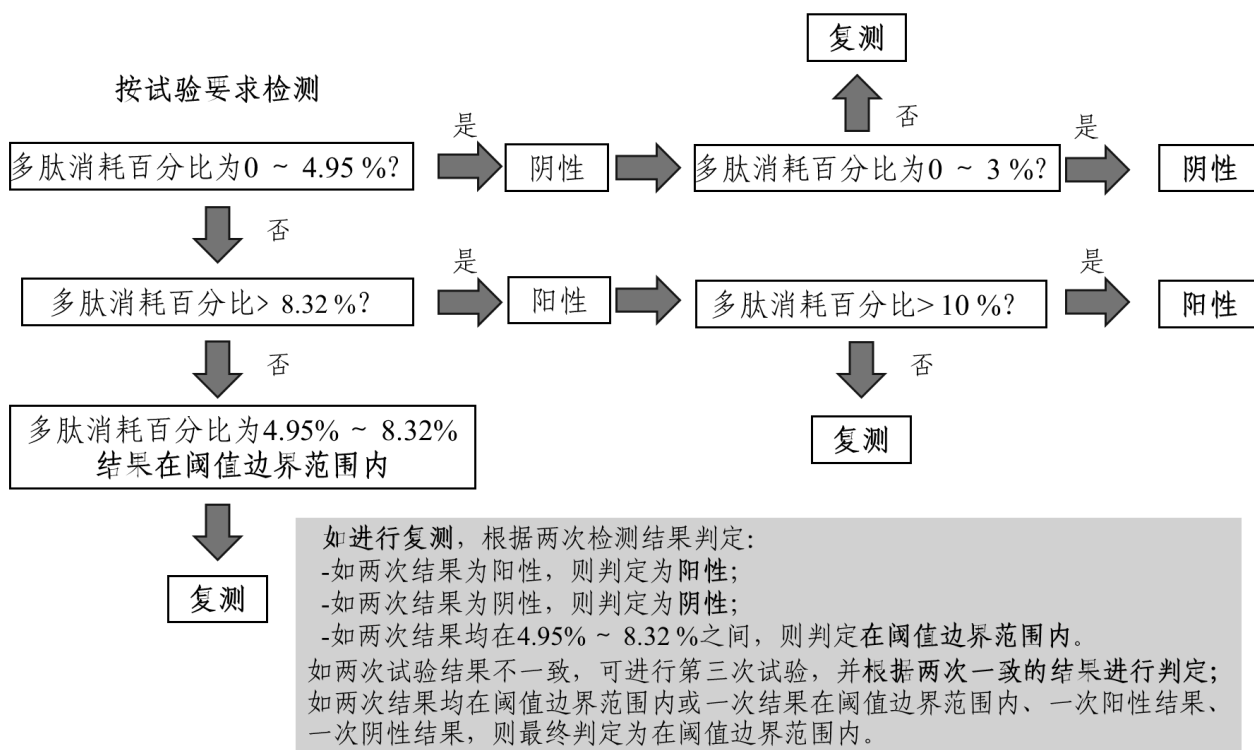 复测
按试验要求检测
是
否
是
多肽消耗百分比为0 ~ 4.95 %?
阴性
多肽消耗百分比为0 ~ 3 %?
阴性
否
是
是
多肽消耗百分比> 8.32 %?
阳性
多肽消耗百分比> 10 %?
阳性
否
否
多肽消耗百分比为4.95% ~ 8.32%
结果在阈值边界范围内
复测
复测
如进行复测，根据两次检测结果判定：
-如两次结果为阳性，则判定为阳性；
-如两次结果为阴性，则判定为阴性；
-如两次结果均在4.95% ~ 8.32 %之间，则判定在阈值边界范围内。
如两次试验结果不一致，可进行第三次试验，并根据两次一致的结果进行判定；
如两次结果均在阈值边界范围内或一次结果在阈值边界范围内、一次阳性结果、
一次阴性结果，则最终判定为在阈值边界范围内。